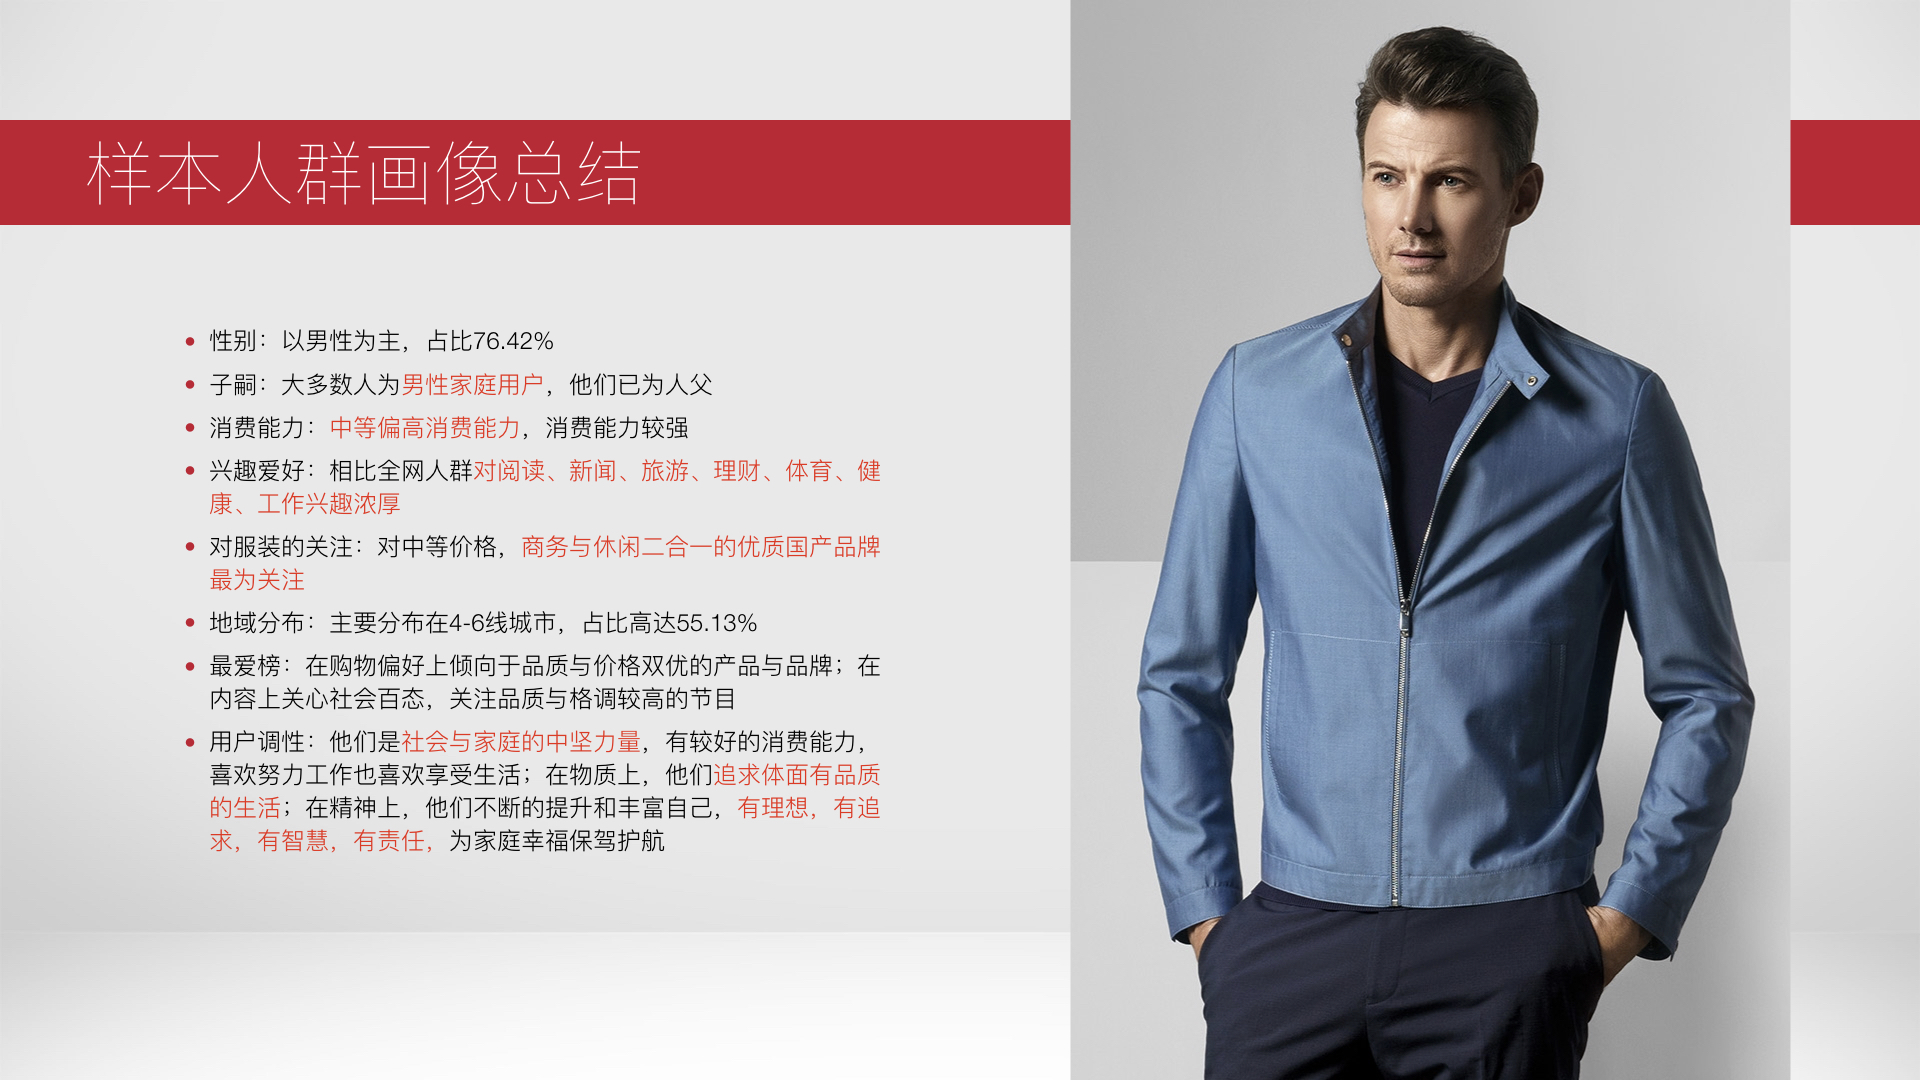 样本人群画像总结
• 性别：以男性为主，占比76.42%
• 子嗣：大多数人为男性家庭用户，他们已为人父
• 消费能力：中等偏高消费能力，消费能力较强
• 兴趣爱好：相比全网人群对阅读、新闻、旅游、理财、体育、健
康、工作兴趣浓厚
• 对服装的关注：对中等价格，商务与休闲二合一的优质国产品牌
最为关注
• 地域分布：主要分布在4-6线城市，占比高达55.13%
• 最爱榜：在购物偏好上倾向于品质与价格双优的产品与品牌；在
内容上关心社会百态，关注品质与格调较高的节目
• 用户调性：他们是社会与家庭的中坚力量，有较好的消费能力，
喜欢努力工作也喜欢享受生活；在物质上，他们追求体面有品质
的生活；在精神上，他们不断的提升和丰富自己，有理想，有追
求，有智慧，有责任，为家庭幸福保驾护航